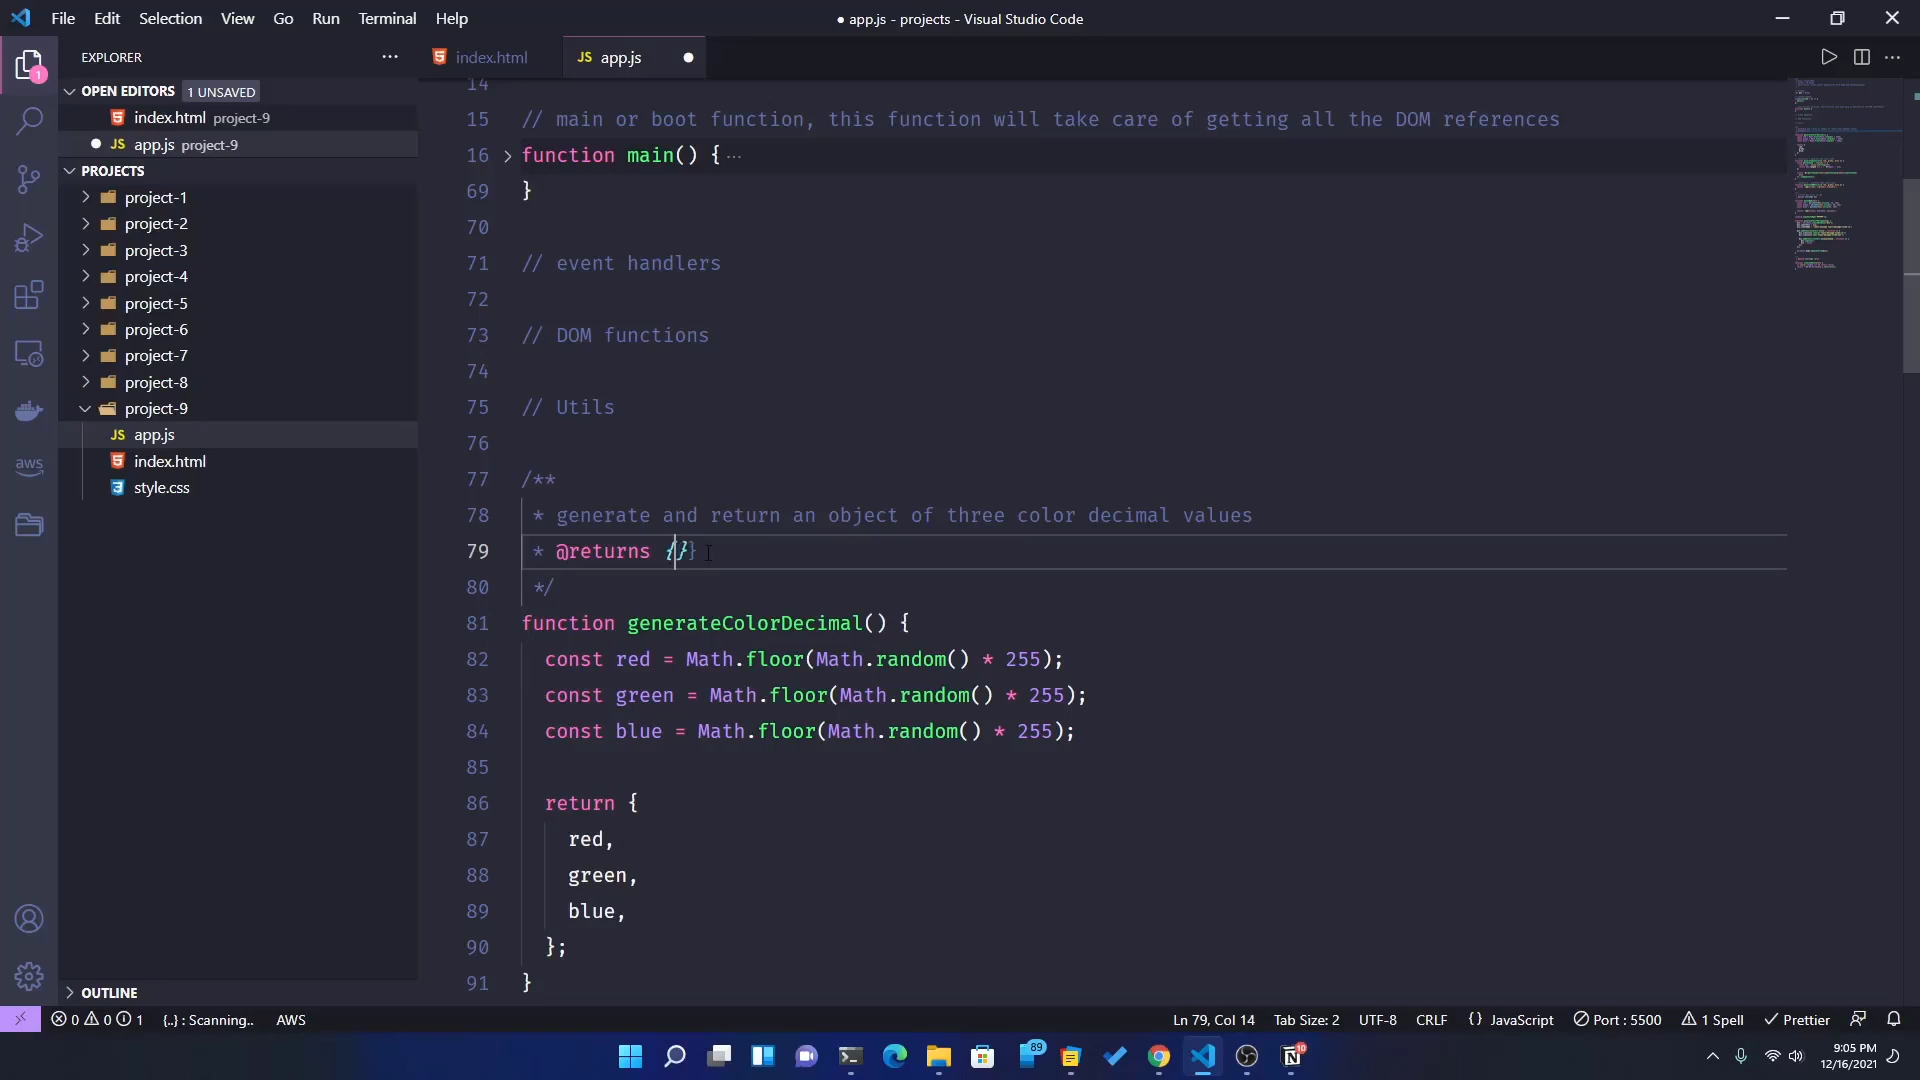 File Edit Selection View Go Run Terminal Help
● app.js - projects - Visual Studio Code
EXPLORER
1
index.html
JS app.js
OPEN EDITORS 1 UNSAVED
index.html project-9
JS app.js project-9
PROJECTS
project-1
project-2
project-3
project-4
project-5
project-6
project-7
project-8
project-9
JS app.js
index.html
style.css
aws
OUTLINE
14
15 // main or boot function, this function will take care of getting all the DOM references
16 function main() { ···
69 }
70
71 // event handlers
72
73 // DOM functions
74
75 // Utils
76
77 /**
78 * generate and return an object of three color decimal values
79 * @returns {}}
80 */
81 function generateColorDecimal() {
82 const red = Math.floor(Math.random() * 255);
83 const green = Math.floor(Math.random() * 255);
84 const blue = Math.floor(Math.random() * 255);
85
86 return {
87 red,
88 green,
89 blue,
90 };
91 }
0 0 1 {..} : Scanning.. AWS
Ln 79, Col 14 Tab Size: 2 UTF-8 CRLF {} JavaScript Port : 5500 1 Spell Prettier
89
10
9:05 PM
12/16/2021